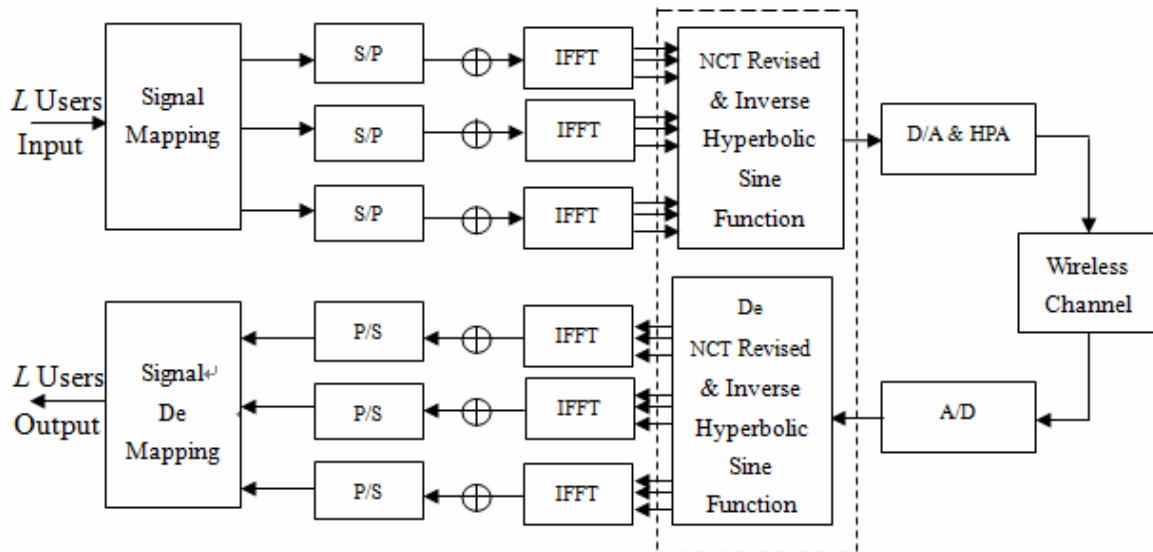 L Users
Input
Signal
Mapping
S/P
S/P
S/P
IFFT
IFFT
IFFT
NCT Revised
& Inverse
Hyperbolic
Sine
Function
D/A & HPA
Wireless
Channel
A/D
De
NCT Revised
& Inverse
Hyperbolic
Sine
Function
IFFT
IFFT
IFFT
P/S
P/S
P/S
Signal↵
De
Mapping
L Users
Output